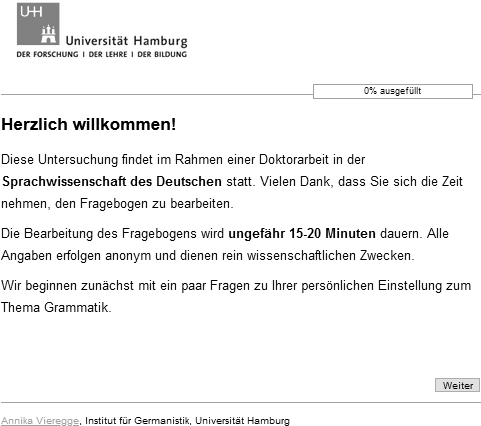 UH
Universität Hamburg
DER FORSCHUNG | DER LEHRE | DER BILDUNG
0% ausgefüllt
Herzlich willkommen!
Diese Untersuchung findet im Rahmen einer Doktorarbeit in der
Sprachwissenschaft des Deutschen statt. Vielen Dank, dass Sie sich die Zeit
nehmen, den Fragebogen zu bearbeiten.
Die Bearbeitung des Fragebogens wird ungefähr 15-20 Minuten dauern. Alle
Angaben erfolgen anonym und dienen rein wissenschaftlichen Zwecken.
Wir beginnen zunächst mit ein paar Fragen zu Ihrer persönlichen Einstellung zum
Thema Grammatik.
Weiter
Annika Vieregge, Institut für Germanistik, Universität Hamburg